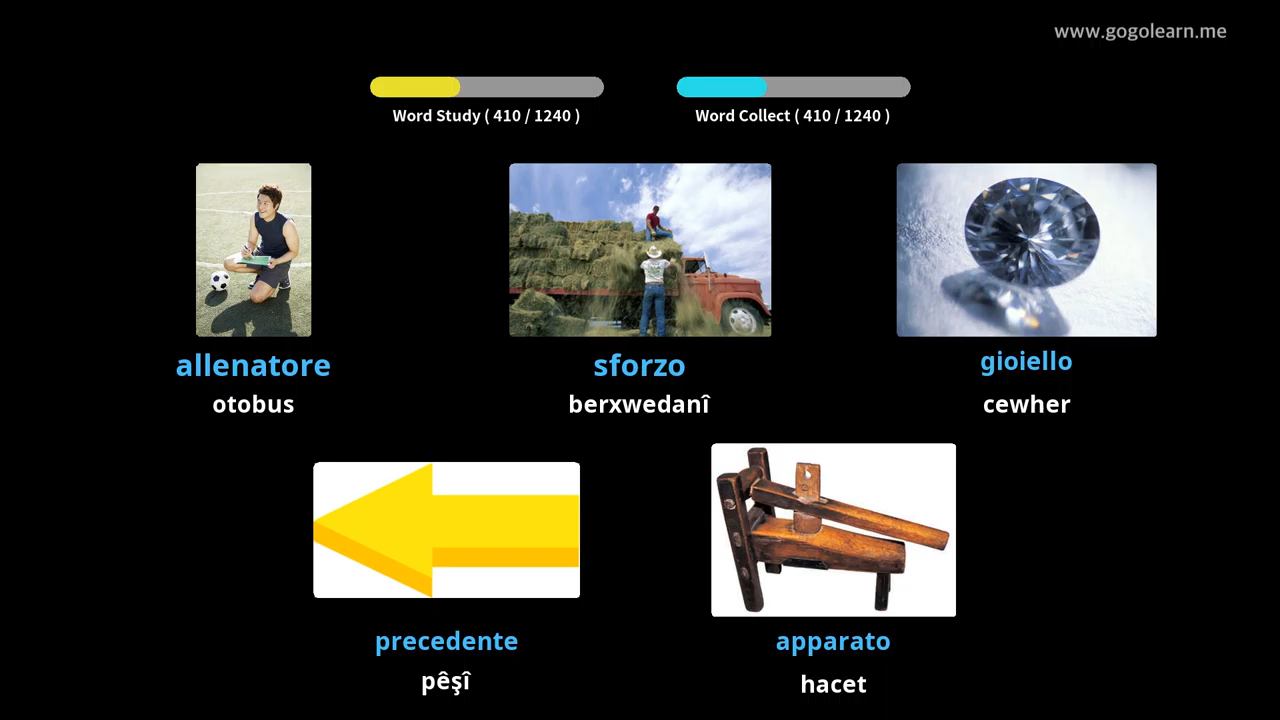 www.gogolearn.me
Word Study ( 410 / 1240 )
Word Collect ( 410 / 1240 )
allenatore
sforzo
gioiello
otobus
berxwedanî
cewher
precedente
apparato
pêşî
hacet